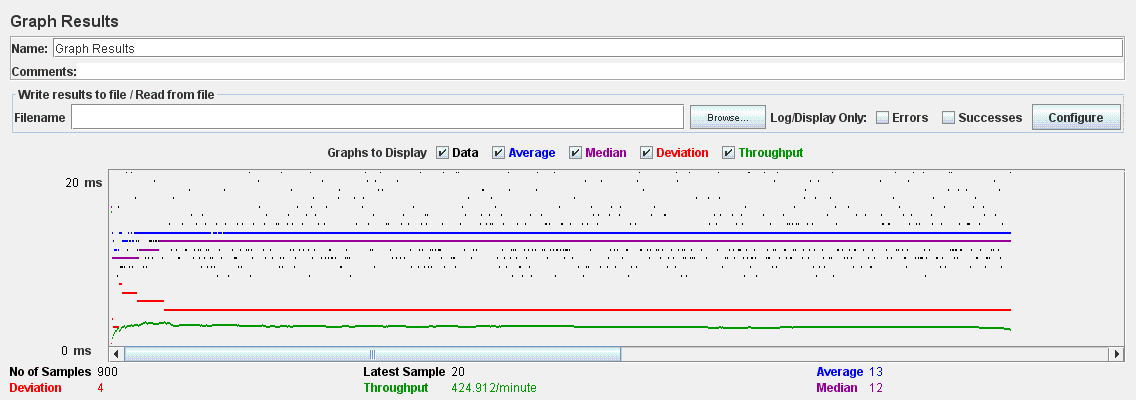 Graph Results
Name: Graph Results
Comments:
Write results to file / Read from file
Filename Browse... Log/Display Only: Errors Successes Configure
Graphs to Display Data Average Median Deviation Throughput
20 ms
0 ms
No of Samples 900 Latest Sample 20 Average 13
Deviation 4 Throughput 424.912/minute Median 12